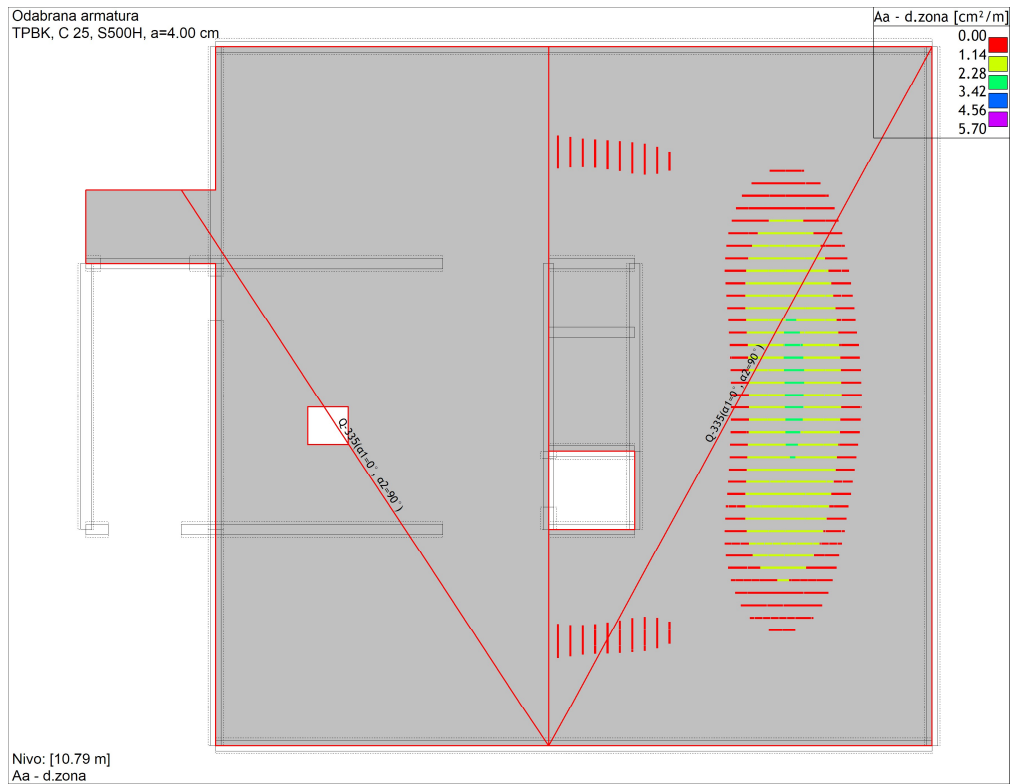 Odabrana armatura
TPBK, C 25, S500H, a=4.00 cm
Aa - d.zona [cm²/m]
0.00
1.14
2.28
3.42
4.56
5.70
Q-335(α1=0°, α2=90°)
Q-335(α1=0°, α2=90°)
Nivo: [10.79 m]
Aa - d.zona